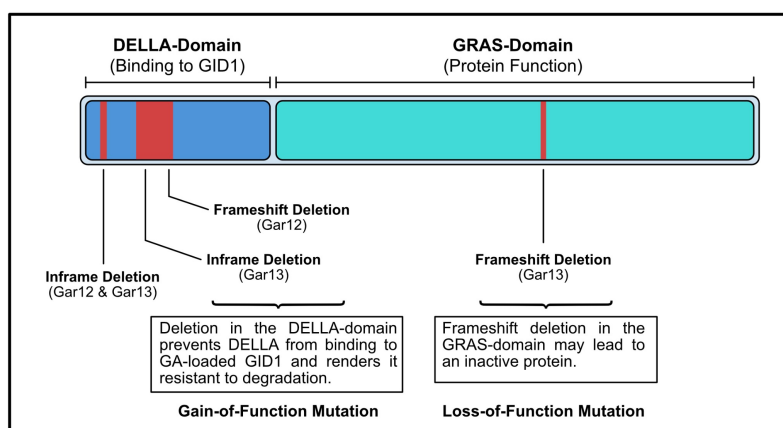 DELLA-Domain
(Binding to GID1)
GRAS-Domain
(Protein Function)
Frameshift Deletion
(Gar12)
Inframe Deletion
(Gar13)
Frameshift Deletion
(Gar13)
Inframe Deletion
(Gar12 & Gar13)
Deletion in the DELLA-domain
prevents DELLA from binding to
GA-loaded GID1 and renders it
resistant to degradation.
Frameshift deletion in the
GRAS-domain may lead to
an inactive protein.
Gain-of-Function Mutation
Loss-of-Function Mutation